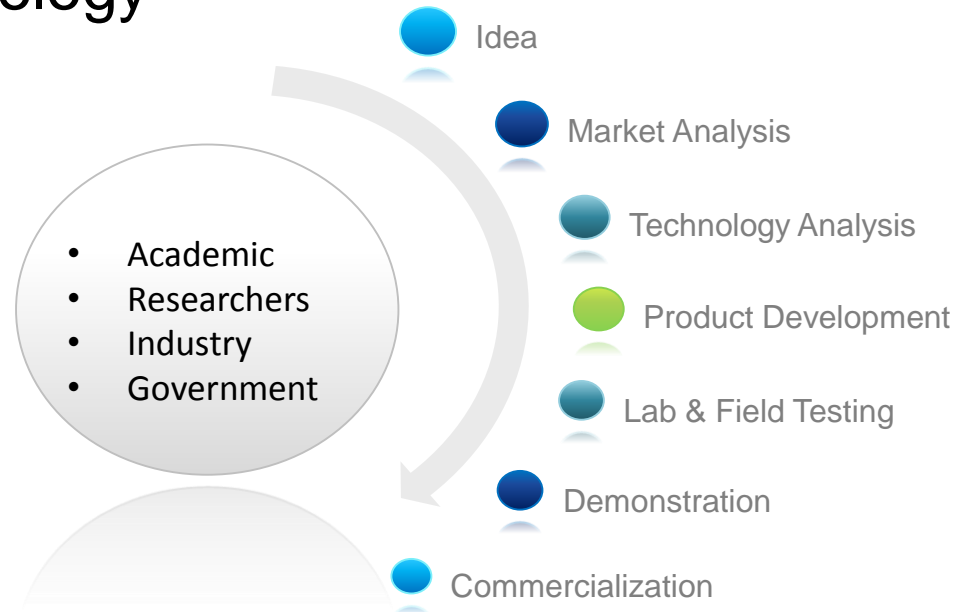 ology
Idea
Market Analysis
Technology Analysis
Product Development
Lab & Field Testing
Demonstration
Commercialization
• Academic
• Researchers
• Industry
• Government